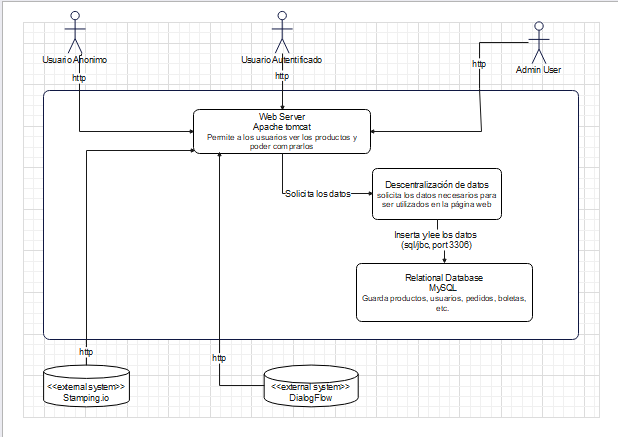 Usuario Anonimo
Usuario Autentificado
Admin User
http
http
http
Web Server
Apache tomcat
Permite a los usuarios ver los productos y
poder comprarlos
Solicita los datos
Descentralización de datos
solicita los datos necesarios para
ser utilizados en la página web
Inserta y lee los datos
(sql/jbc, port 3306)
Relational Database
MySQL
Guarda productos, usuarios, pedidos, boletas,
etc.
http
http
<<external system>>
Stamping.io
<<external system>>
DialogFlow